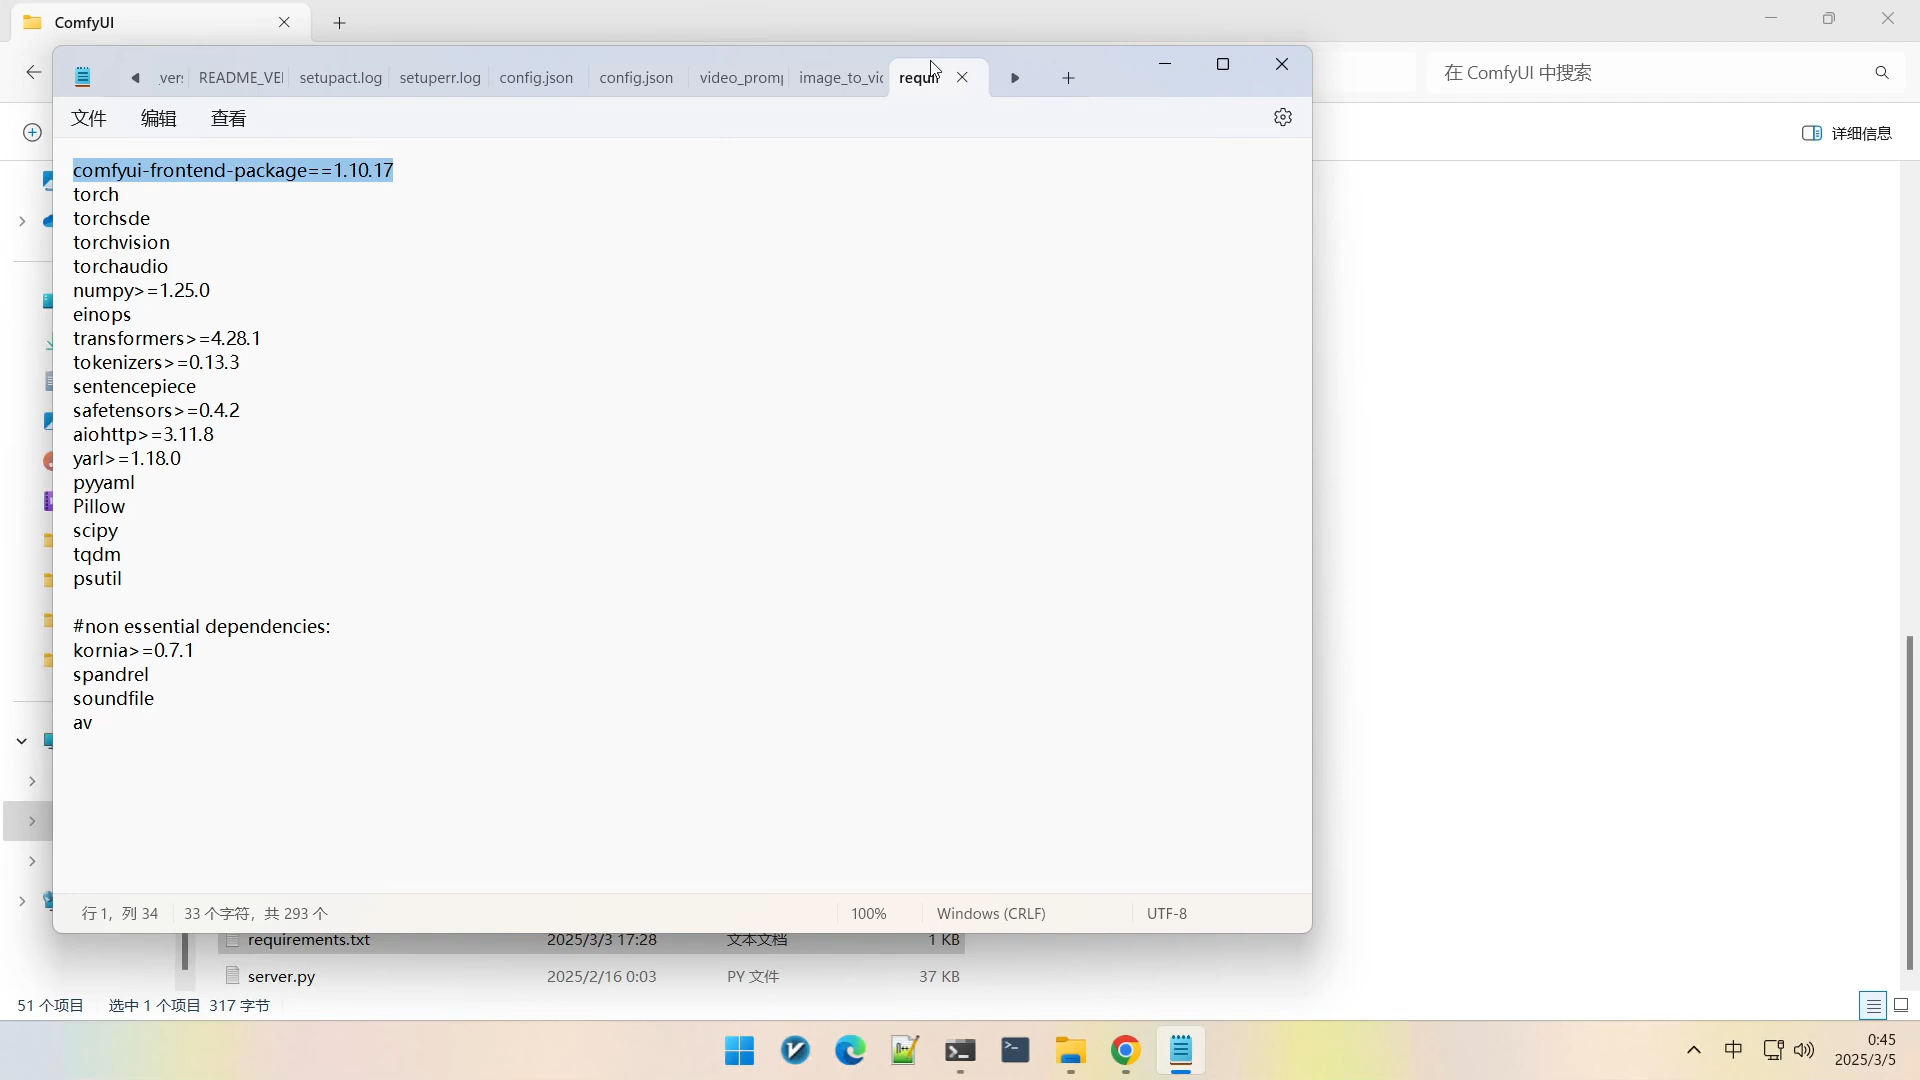 ComfyUI
在 ComfyUI 中搜索
详细信息
README_VEI
setupact.log
setuperr.log
config.json
config.json
video_promp
image_to_vic
文件
编辑
查看
comfyui-frontend-package==1.10.17
torch
torchsde
torchvision
torchaudio
numpy>=1.25.0
einops
transformers>=4.28.1
tokenizers>=0.13.3
sentencepiece
safetensors>=0.4.2
aiohttp>=3.11.8
yarl>=1.18.0
pyyaml
Pillow
scipy
tqdm
psutil
#non essential dependencies:
kornia>=0.7.1
spandrel
soundfile
av
行 1，列 34
33 个字符，共 293 个
100%
Windows (CRLF)
UTF-8
requirements.txt 2025/3/3 17:28 文本文档 1 KB
server.py 2025/2/16 0:03 PY 文件 37 KB
51 个项目 选中 1 个项目 317 字节
中
0:45
2025/3/5